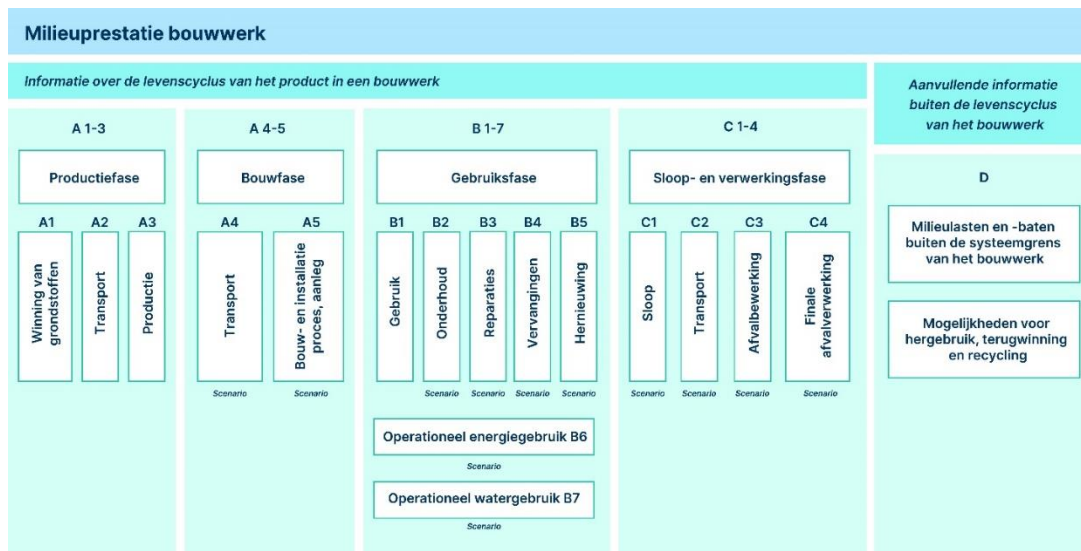 Milieuprestatie bouwwerk
Informatie over de levenscyclus van het product in een bouwwerk
Aanvullende informatie
buiten de levenscyclus
van het bouwwerk
A 1-3
Productiefase
A1
A2
A3
Winning van
grondstoffen
Transport
Productie
A 4-5
Bouwfase
A4
A5
Transport
Bouw- en installatie
proces, aanleg
Scenario
Scenario
B 1-7
Gebruiksfase
B1
B2
B3
B4
B5
Gebruik
Onderhoud
Reparaties
Vervangingen
Hernieuwing
Scenario
Scenario
Scenario
Scenario
Operationeel energiegebruik B6
Scenario
Operationeel watergebruik B7
Scenario
C 1-4
Sloop- en verwerkingsfase
C1
C2
C3
C4
Sloop
Transport
Afvalbewerking
Finale
afvalverwerking
Scenario
Scenario
Scenario
Scenario
D
Milieulasten en -baten
buiten de systeemgrens
van het bouwwerk
Mogelijkheden voor
hergebruik, terugwinning
en recycling